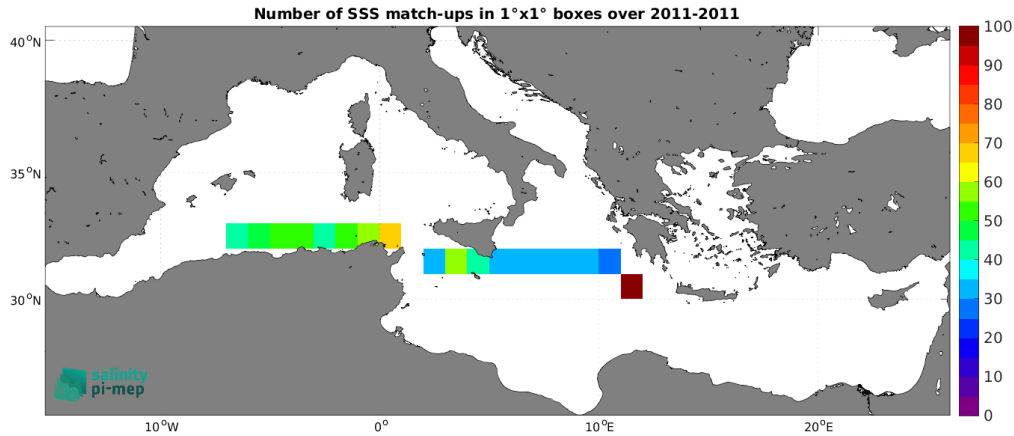 Number of SSS match-ups in 1°x1° boxes over 2011-2011
40°N
35°N
30°N
10°W
0°
10°E
20°E
100
90
80
70
60
50
40
30
20
10
0
salinity
pi-mep